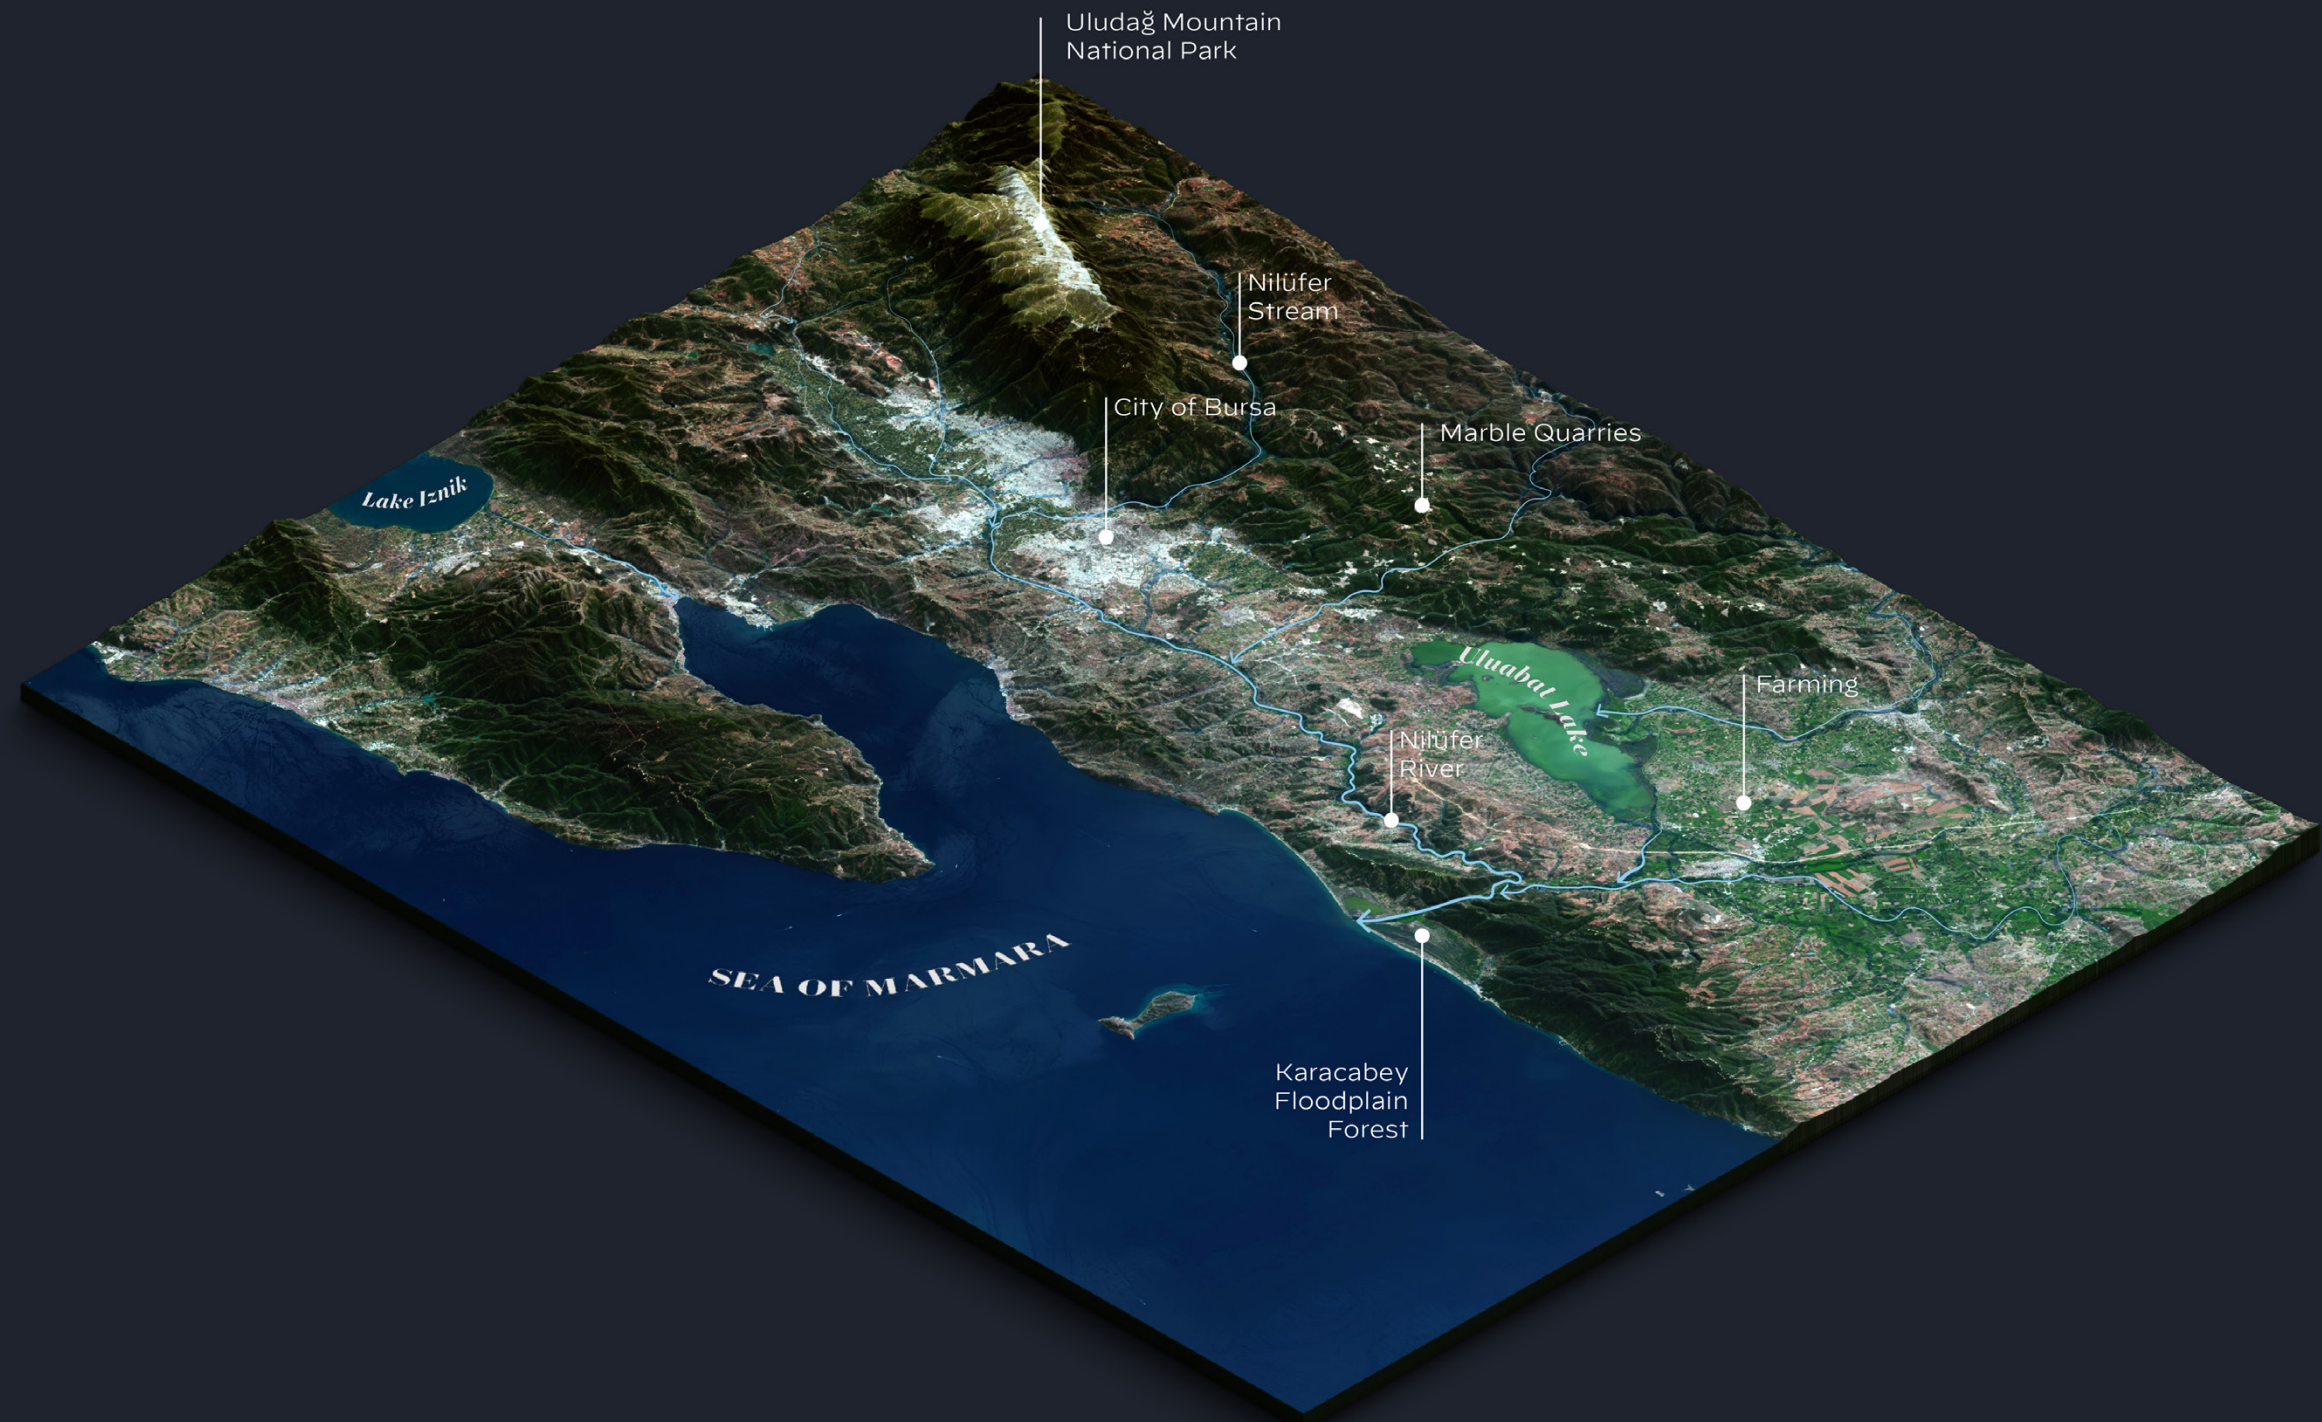 Uludağ Mountain
National Park
Nilüfer
Stream
City of Bursa
Marble Quarries
Lake Iznik
Uluabat Lake
Farming
Nilüfer
River
SEA OF MARMARA
Karacabey
Floodplain
Forest